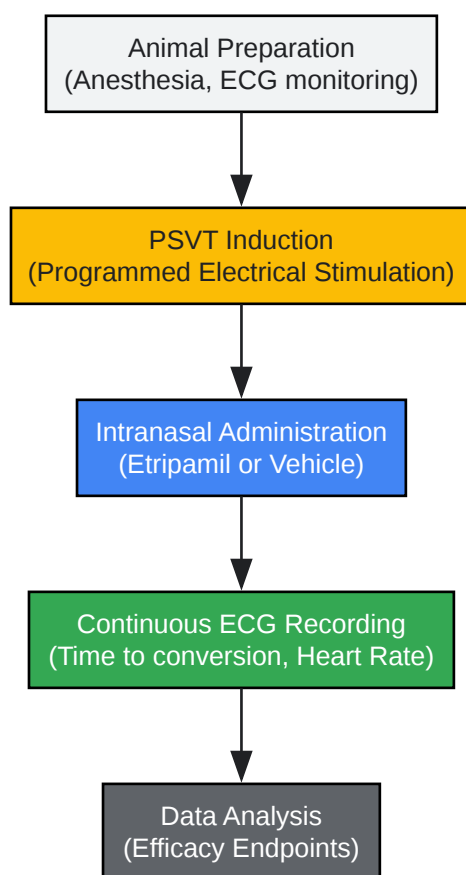 Animal Preparation
(Anesthesia, ECG monitoring)
PSVT Induction
(Programmed Electrical Stimulation)
Intranasal Administration
(Etripamil or Vehicle)
Continuous ECG Recording
(Time to conversion, Heart Rate)
Data Analysis
(Efficacy Endpoints)